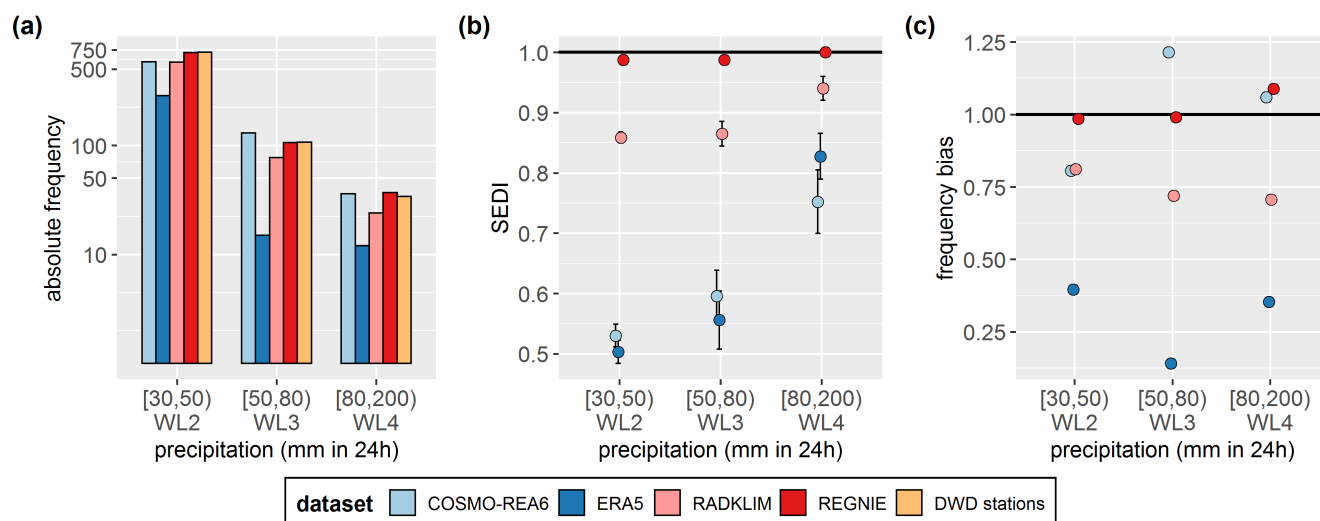 (a)
750
500
100
50
10
absolute frequency
[30,50) [50,80) [80,200)
WL2 WL3 WL4
precipitation (mm in 24h)
(b)
1.0
0.9
0.8
0.7
0.6
0.5
SEDI
[30,50) [50,80) [80,200)
WL2 WL3 WL4
precipitation (mm in 24h)
(c)
1.25
1.00
0.75
0.50
0.25
frequency bias
[30,50) [50,80) [80,200)
WL2 WL3 WL4
precipitation (mm in 24h)
dataset COSMO-REA6 ERA5 RADKLIM REGNIE DWD stations